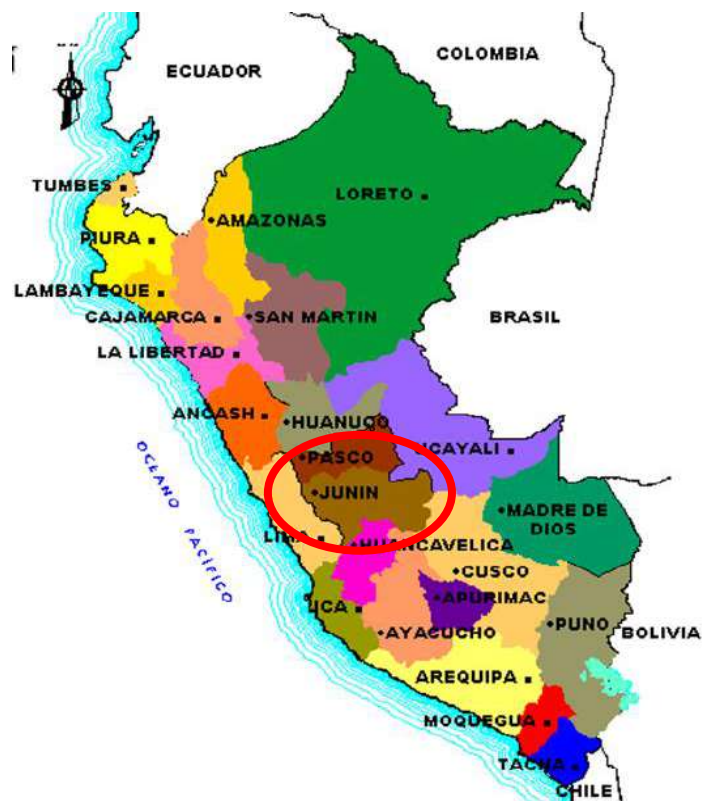 COLOMBIA
ECUADOR
TUMBES
LORETO
AMAZONAS
PIURA
LAMBAYEQUE
CAJAMARCA
SAN MARTIN
BRASIL
LA LIBERTAD
ANCASH
HUANUCO
UCAYALI
PASCO
JUNIN
MADRE DE
DIOS
LIMA
HUANCAVELICA
CUSCO
OCEANO PACÍFICO
APURIMAC
ICA
PUNO
AYACUCHO
BOLIVIA
AREQUIPA
MOQUEGUA
TACNA
CHILE